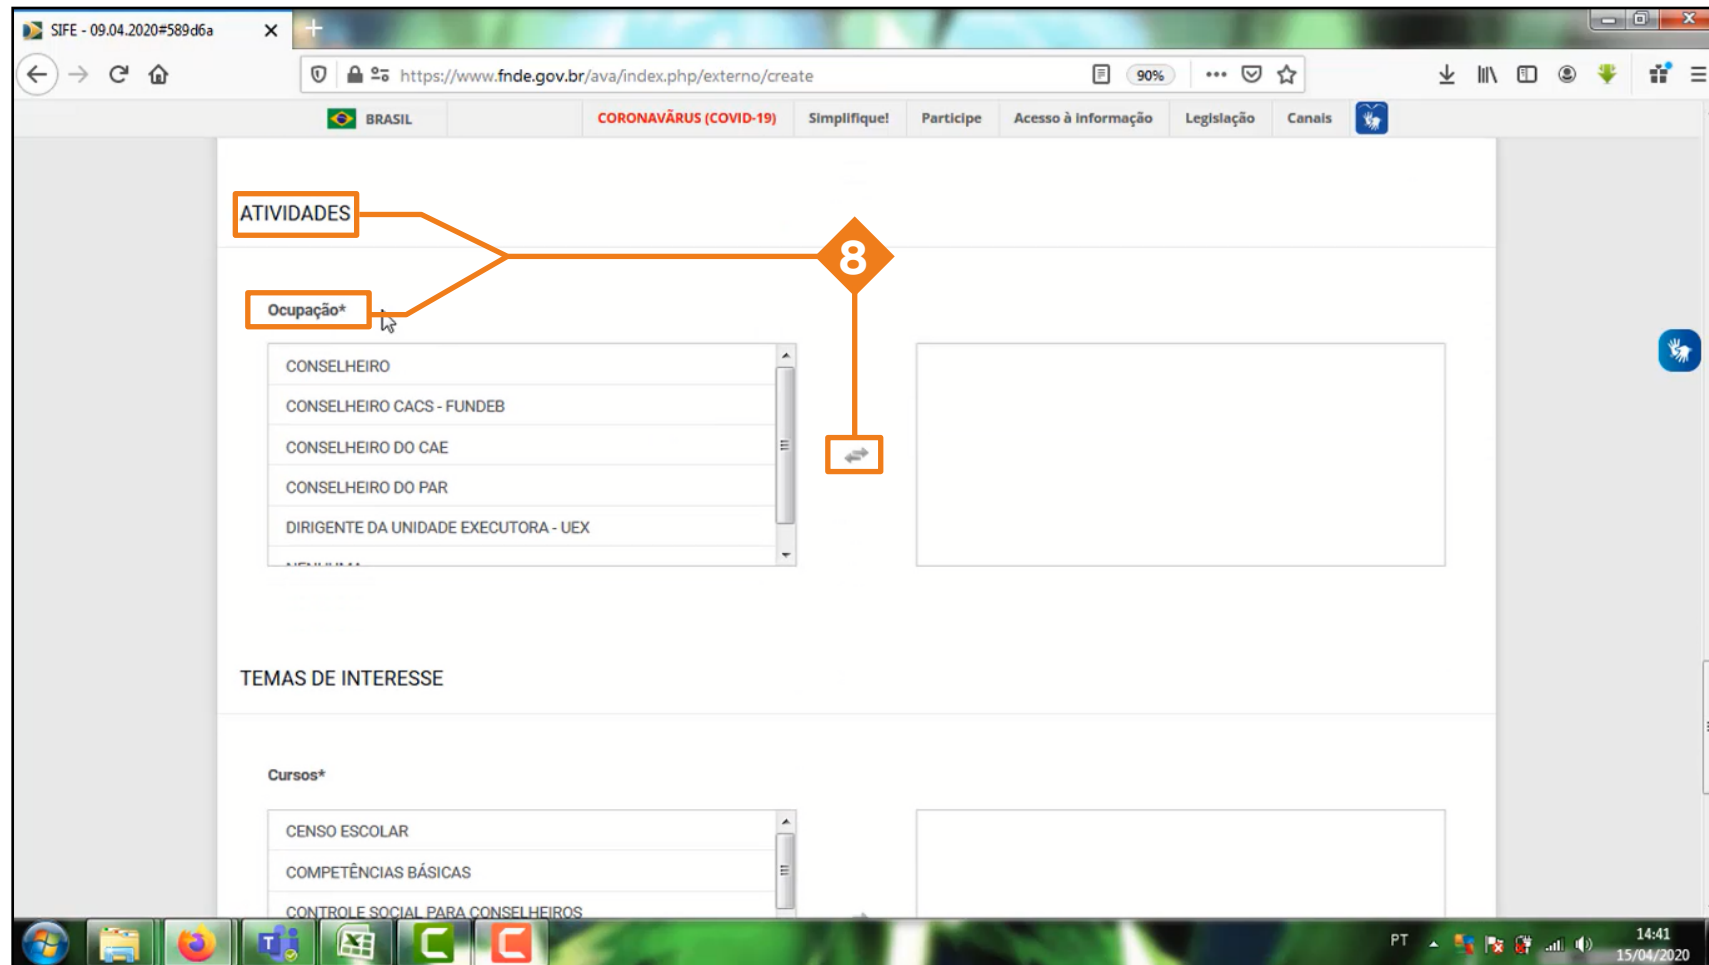 SIFE - 09.04.2020#589d6a
https://www.fnde.gov.br/ava/index.php/externo/create
90%
BRASIL
CORONAVÃRUS (COVID-19)
Simplifique!
Participe
Acesso à informação
Legislação
Canais
ATIVIDADES
8
Ocupação*
CONSELHEIRO
CONSELHEIRO CACS - FUNDEB
CONSELHEIRO DO CAE
CONSELHEIRO DO PAR
DIRIGENTE DA UNIDADE EXECUTORA - UEX
NENHUMA
TEMAS DE INTERESSE
Cursos*
CENSO ESCOLAR
COMPETÊNCIAS BÁSICAS
CONTROLE SOCIAL PARA CONSELHEIROS
PT
14:41
15/04/2020